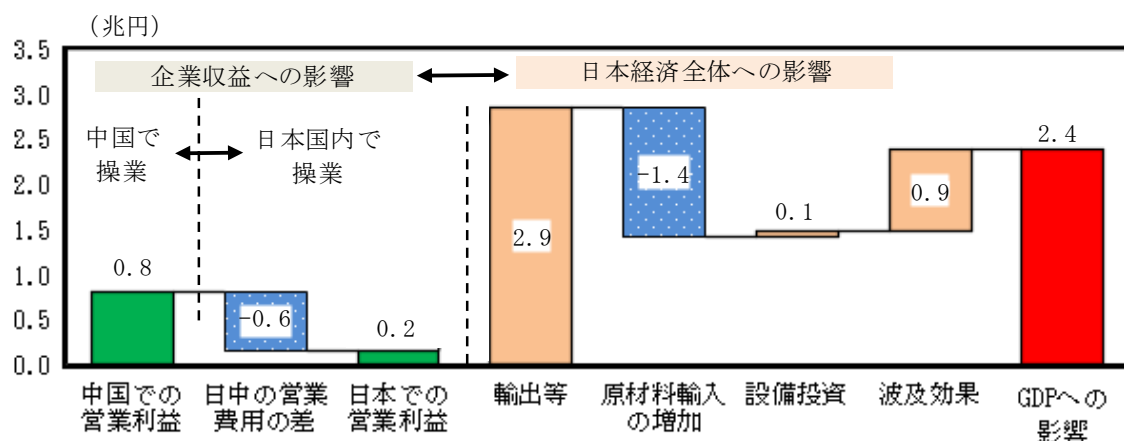 (兆円)
3.5
3.0
2.5
2.0
1.5
1.0
0.5
0.0
企業収益への影響
日本経済全体への影響
中国で
操業
日本国内で
操業
0.8
-0.6
0.2
2.9
-1.4
0.1
0.9
2.4
中国での
営業利益
日中の営業
費用の差
日本での
営業利益
輸出等
原材料輸入
の増加
設備投資
波及効果
GDPへの
影響